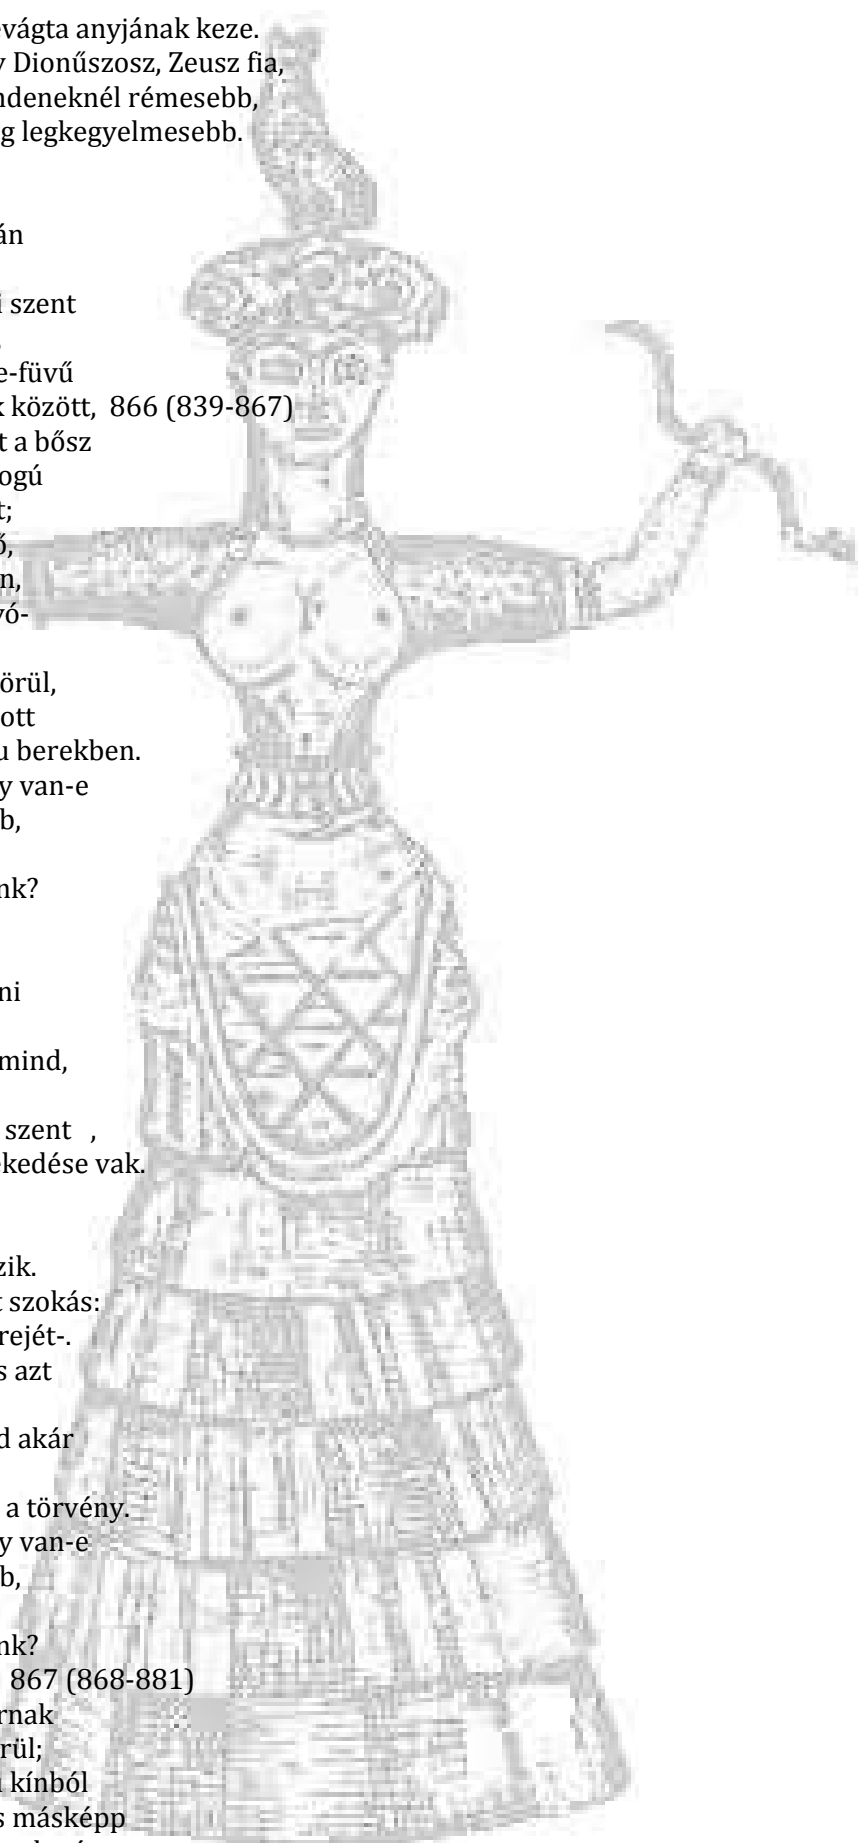 vágta anyjának keze.
Dionűszosz, Zeusz fia,
ndeneknél rémesebb,
g legkegyelmesebb.
án
i szent
e-füvű
k között, 866 (839-867)
t a bősz
ogú
t;
ő,
n,
vó-
örül,
ott
u berekben.
y van-e
b,
nk?
ni
mind,
szent ,
ekedése vak.
zik.
t szokás:
rejét-.
s azt
d akár
a törvény.
y van-e
b,
nk?
867 (868-881)
rnak
rül;
kínból
s másképp